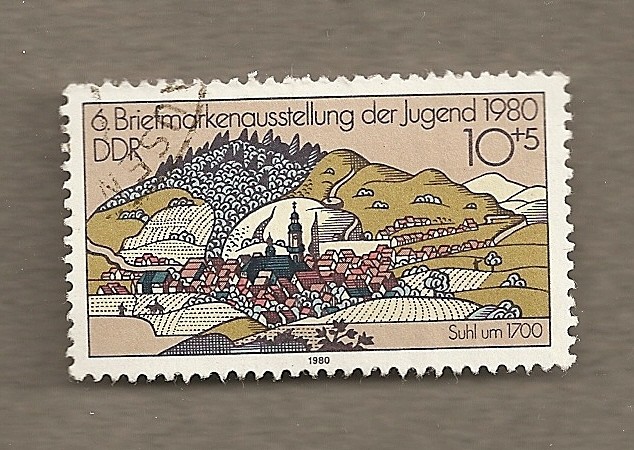 6. Briefmarkenausstellung der Jugend 1980
DDR
10+5
Suhl um 1700
1980